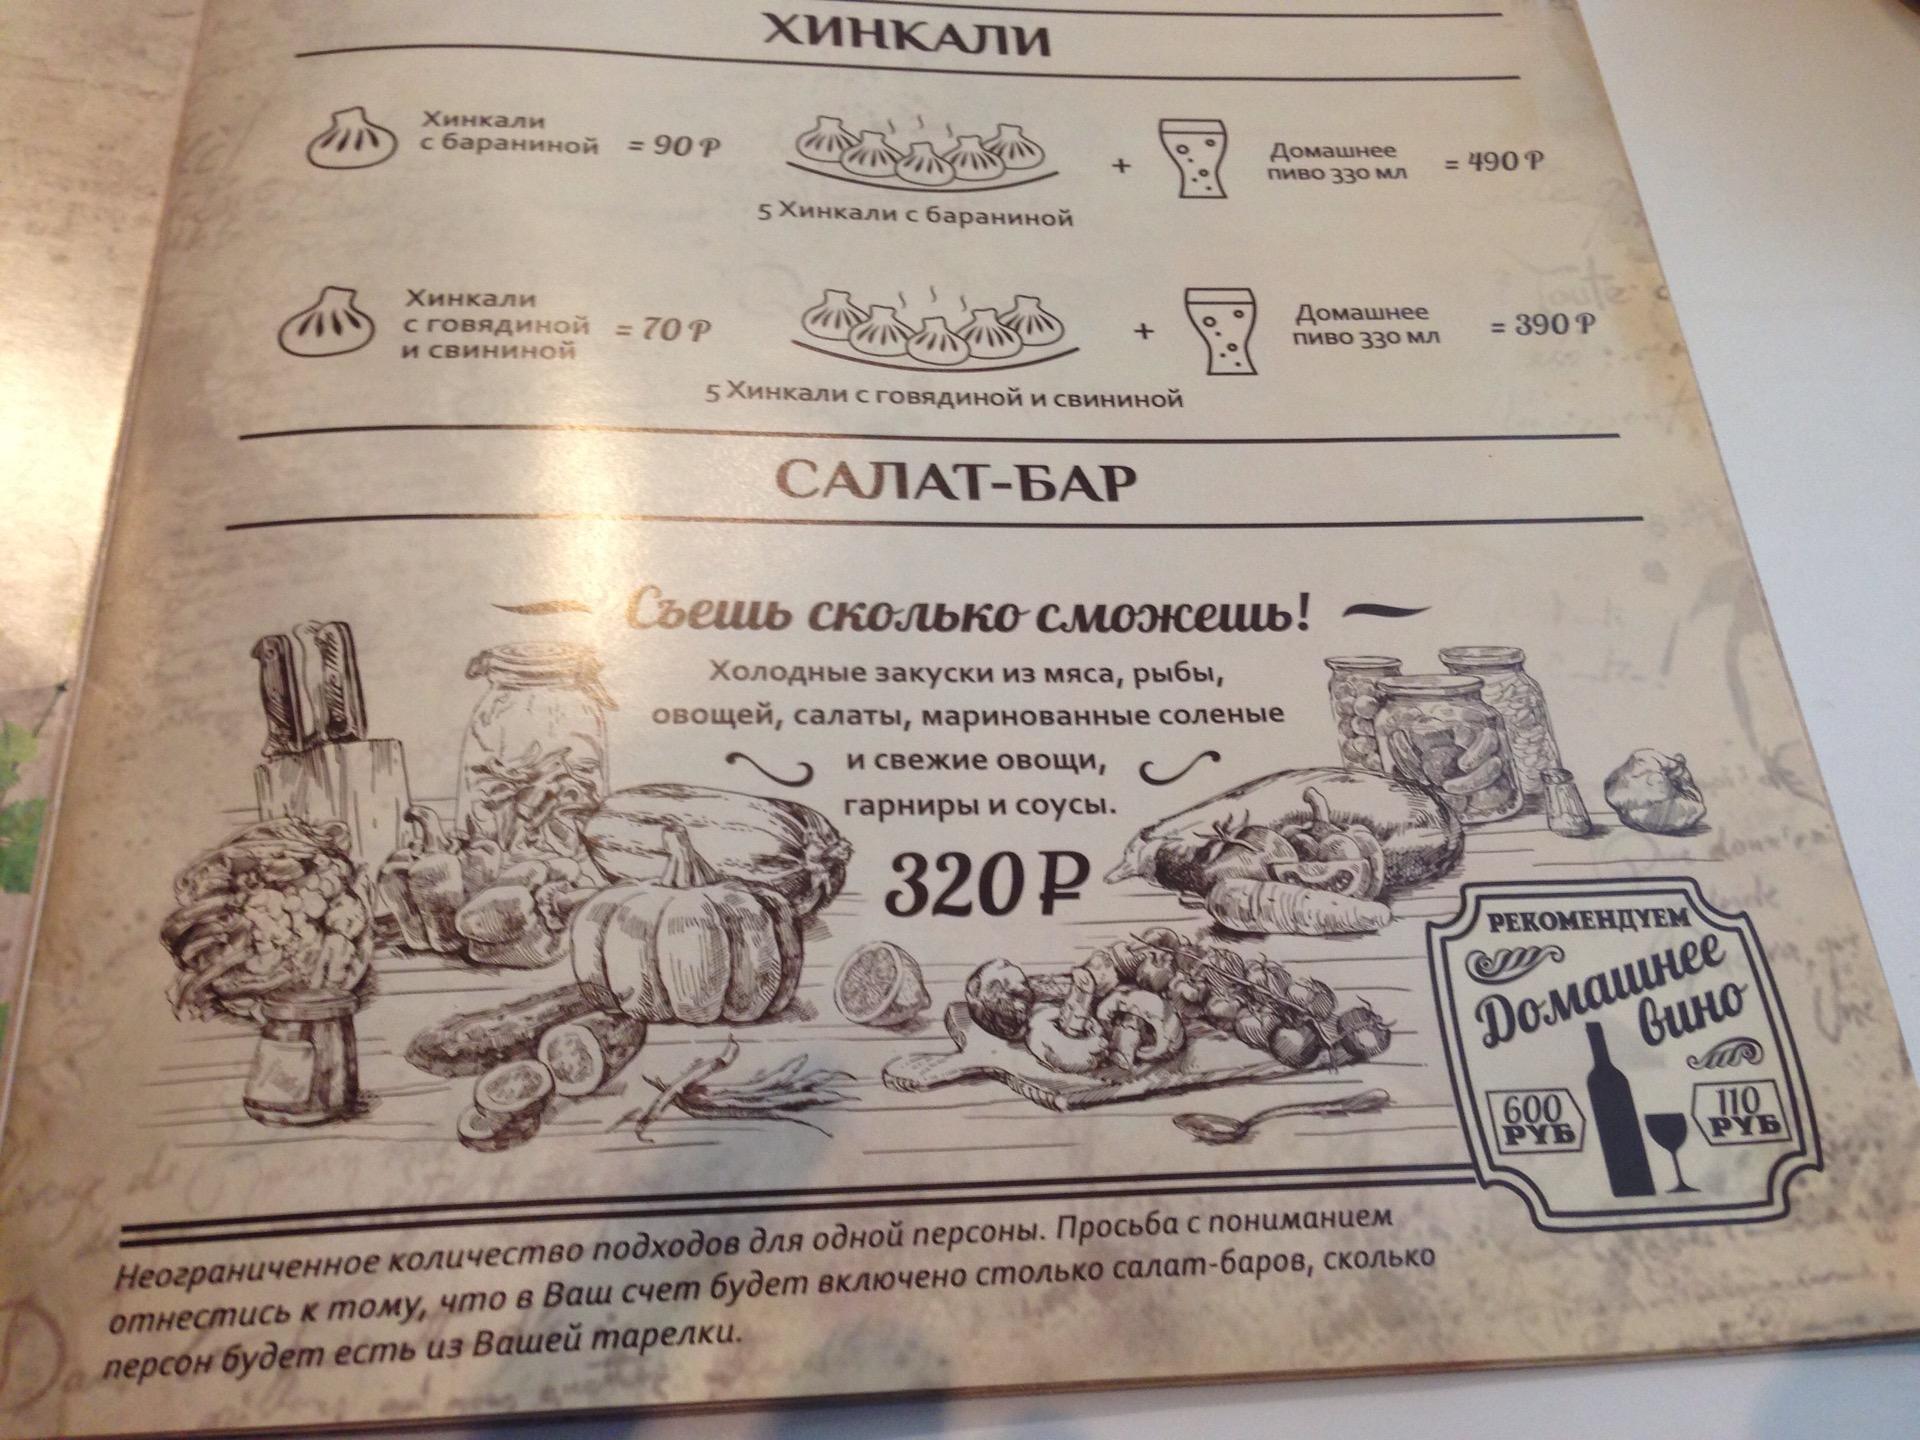 ХИНКАЛИ
Хинкали
с бараниной = 90 ₽
5 Хинкали с бараниной
+
Домашнее
пиво 330 мл = 490 ₽
Хинкали
с говядиной = 70 ₽
и свининой
5 Хинкали с говядиной и свининой
+
Домашнее
пиво 330 мл = 390 ₽
САЛАТ-БАР
Съешь сколько сможешь!
Холодные закуски из мяса, рыбы,
овощей, салаты, маринованные соленые
и свежие овощи,
гарниры и соусы.
320 ₽
РЕКОМЕНДУЕМ
Домашнее
вино
600
РУБ
110
РУБ
Неограниченное количество подходов для одной персоны. Просьба с пониманием
отнестись к тому, что в Ваш счет будет включено столько салат-баров, сколько
персон будет есть из Вашей тарелки.